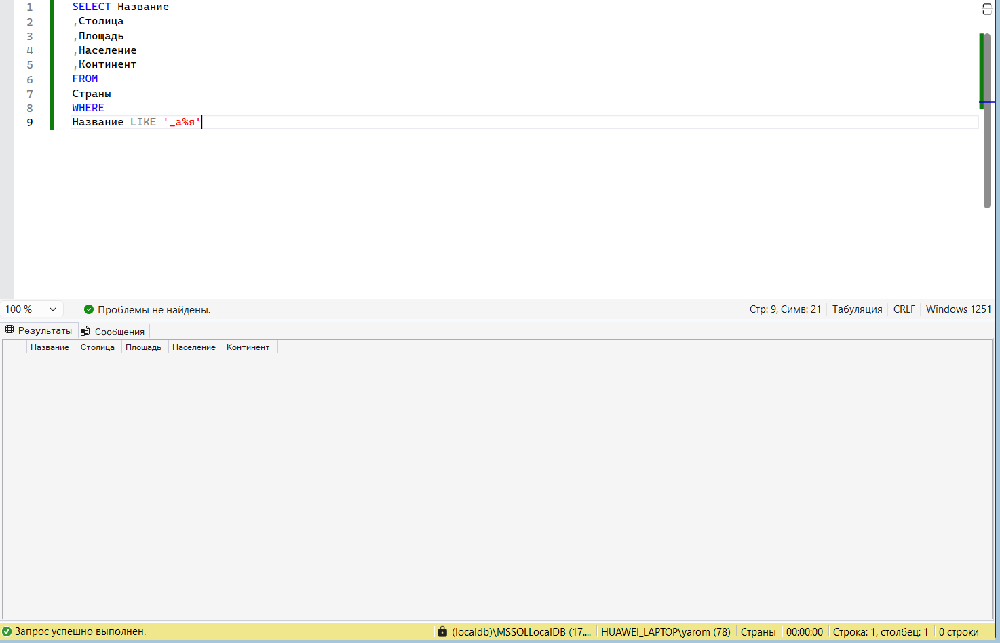 1 SELECT Название
2 ,Столица
3 ,Площадь
4 ,Население
5 ,Континент
6 FROM
7 Страны
8 WHERE
9 Название LIKE '_а%я'
100 % Проблемы не найдены. Стр: 9, Симв: 21 Табуляция CRLF Windows 1251
Результаты Сообщения
Название Столица Площадь Население Континент
Запрос успешно выполнен. (localdb)\MSSQLLocalDB (17.... HUAWEI_LAPTOP\yarom (78) Страны 00:00:00 Строка: 1, столбец: 1 0 строки